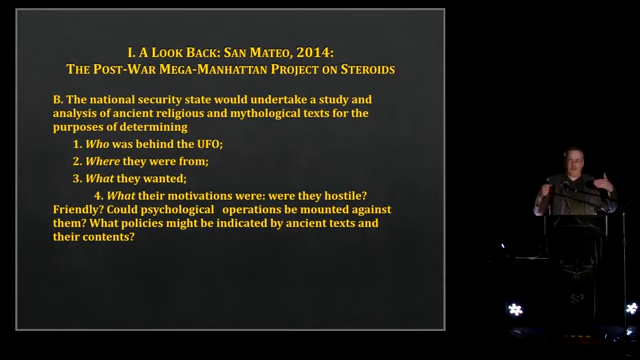 I. A LOOK BACK: SAN MATEO, 2014:
THE POST-WAR MEGA-MANHATTAN PROJECT ON STEROIDS
B. The national security state would undertake a study and
analysis of ancient religious and mythological texts for the
purposes of determining
1. Who was behind the UFO;
2. Where they were from;
3. What they wanted;
4. What their motivations were: were they hostile?
Friendly? Could psychological operations be mounted against
them? What policies might be indicated by ancient texts and
their contents?